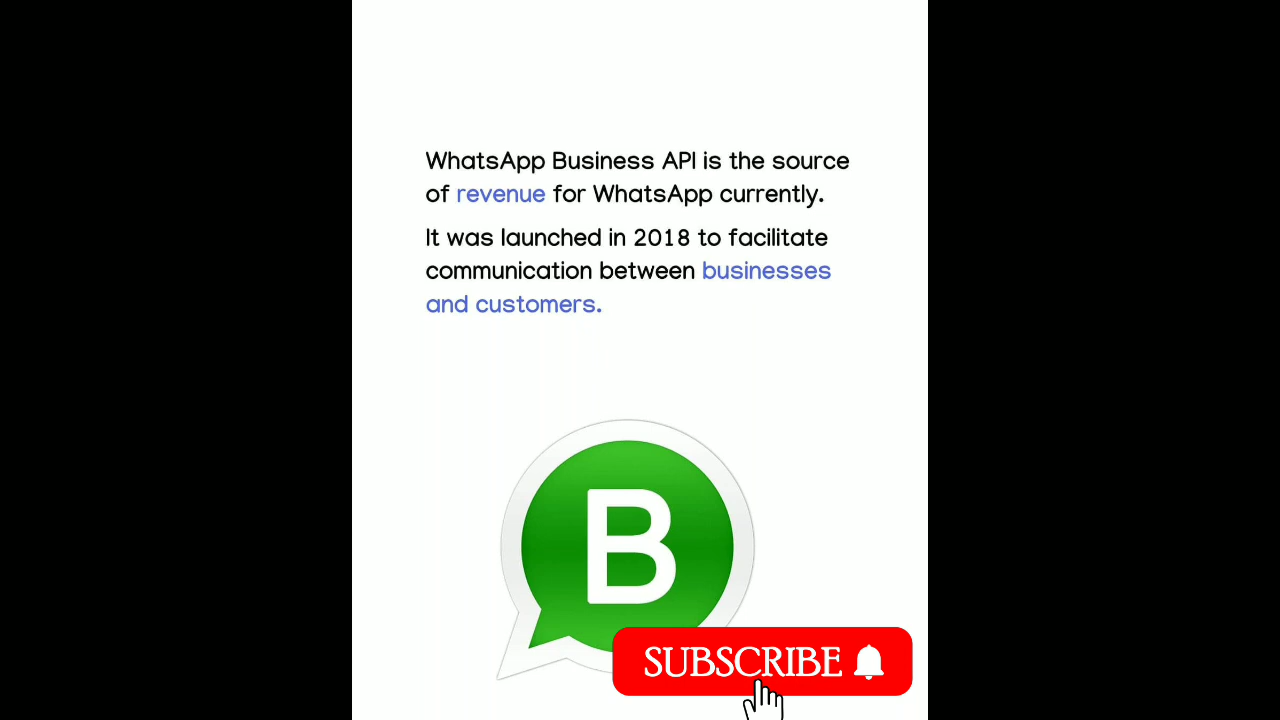 WhatsApp Business API is the source
of revenue for WhatsApp currently.
It was launched in 2018 to facilitate
communication between businesses
and customers.
B
SUBSCRIBE